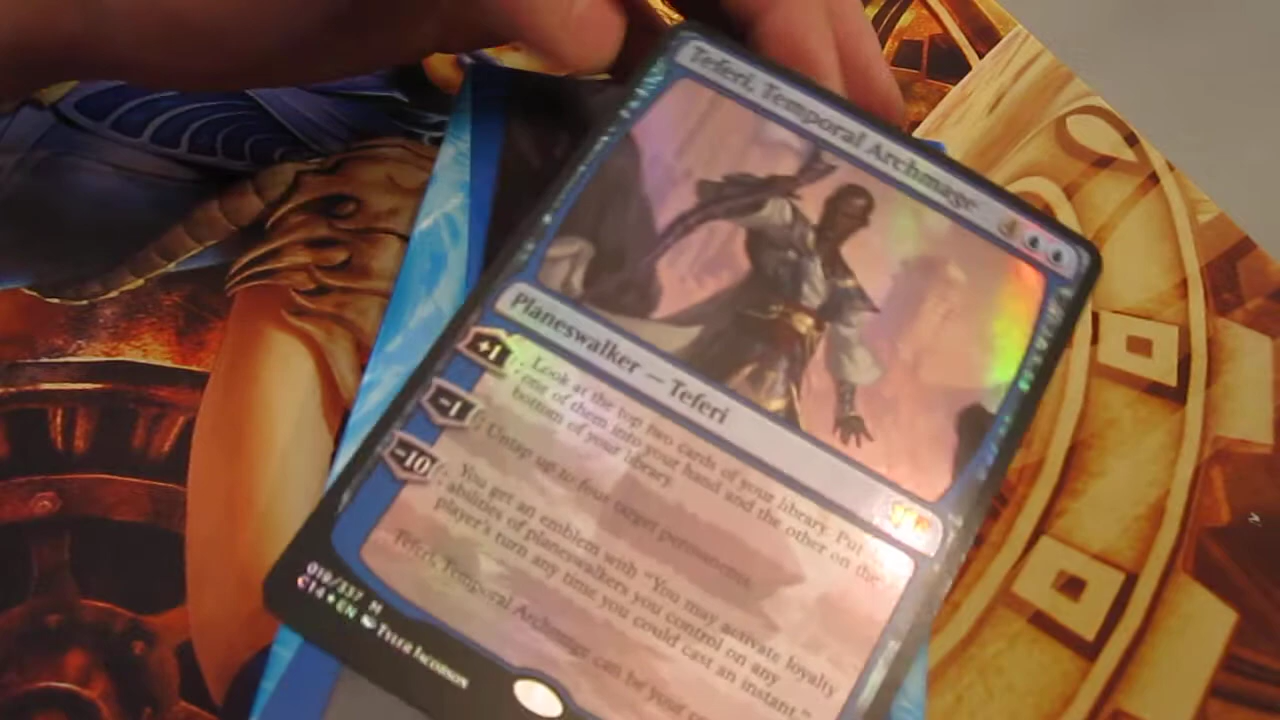 Teferi, Temporal Archmage 4
Planeswalker — Teferi
+1 : Look at the top two cards of your library. Put
one of them into your hand and the other on the
bottom of your library.
-1 : Untap up to four target permanents.
-10 : You get an emblem with "You may activate loyalty
abilities of planeswalkers you control on any
player's turn any time you could cast an instant."
Teferi, Temporal Archmage can be your
019/337 M
C14 ★ EN Tyler Jacobson